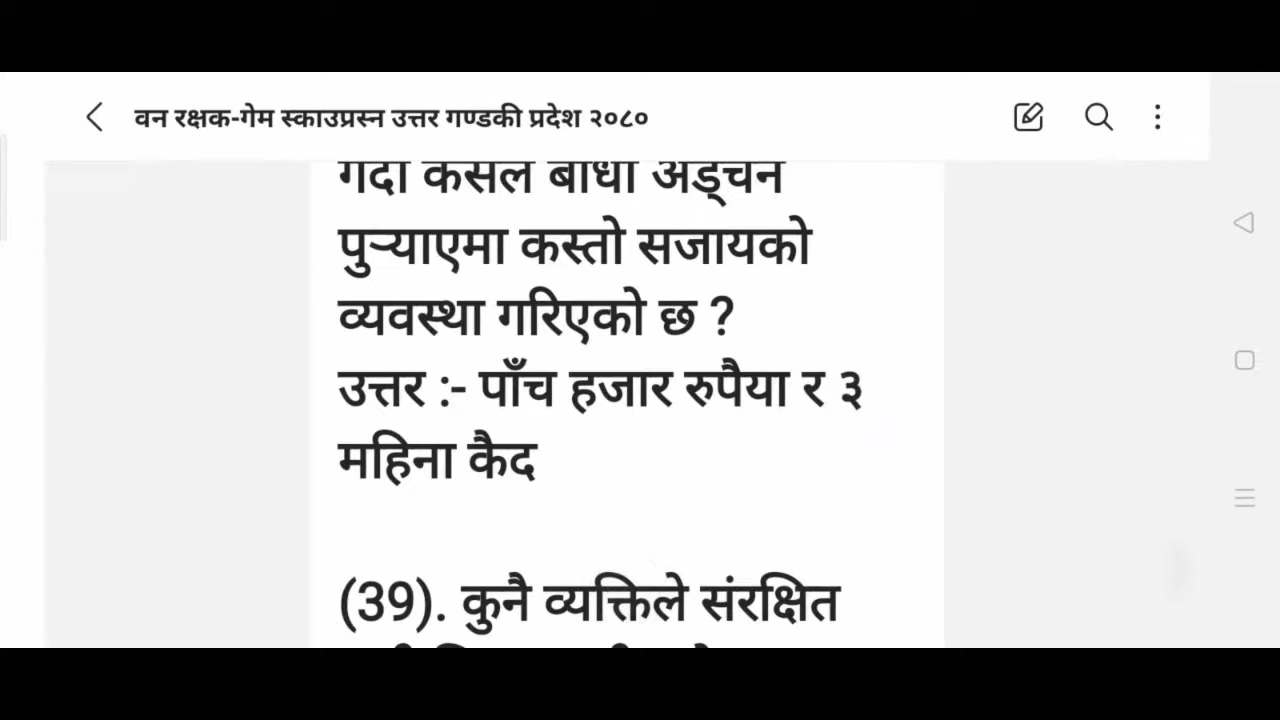 वन रक्षक-गेम स्काउप्रस्न उत्तर गण्डकी प्रदेश २०८०
गर्दा कसैले बाधा अड्चन
पुऱ्याएमा कस्तो सजायको
व्यवस्था गरिएको छ ?
उत्तर :- पाँच हजार रुपैया र ३
महिना कैद
(39). कुनै व्यक्तिले संरक्षित